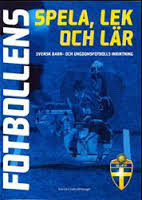 FOTBOLLENS
SPELA, LEK
OCH LÄR
SVENSK BARN- OCH UNGDOMSFOTBOLLS INRIKTNING